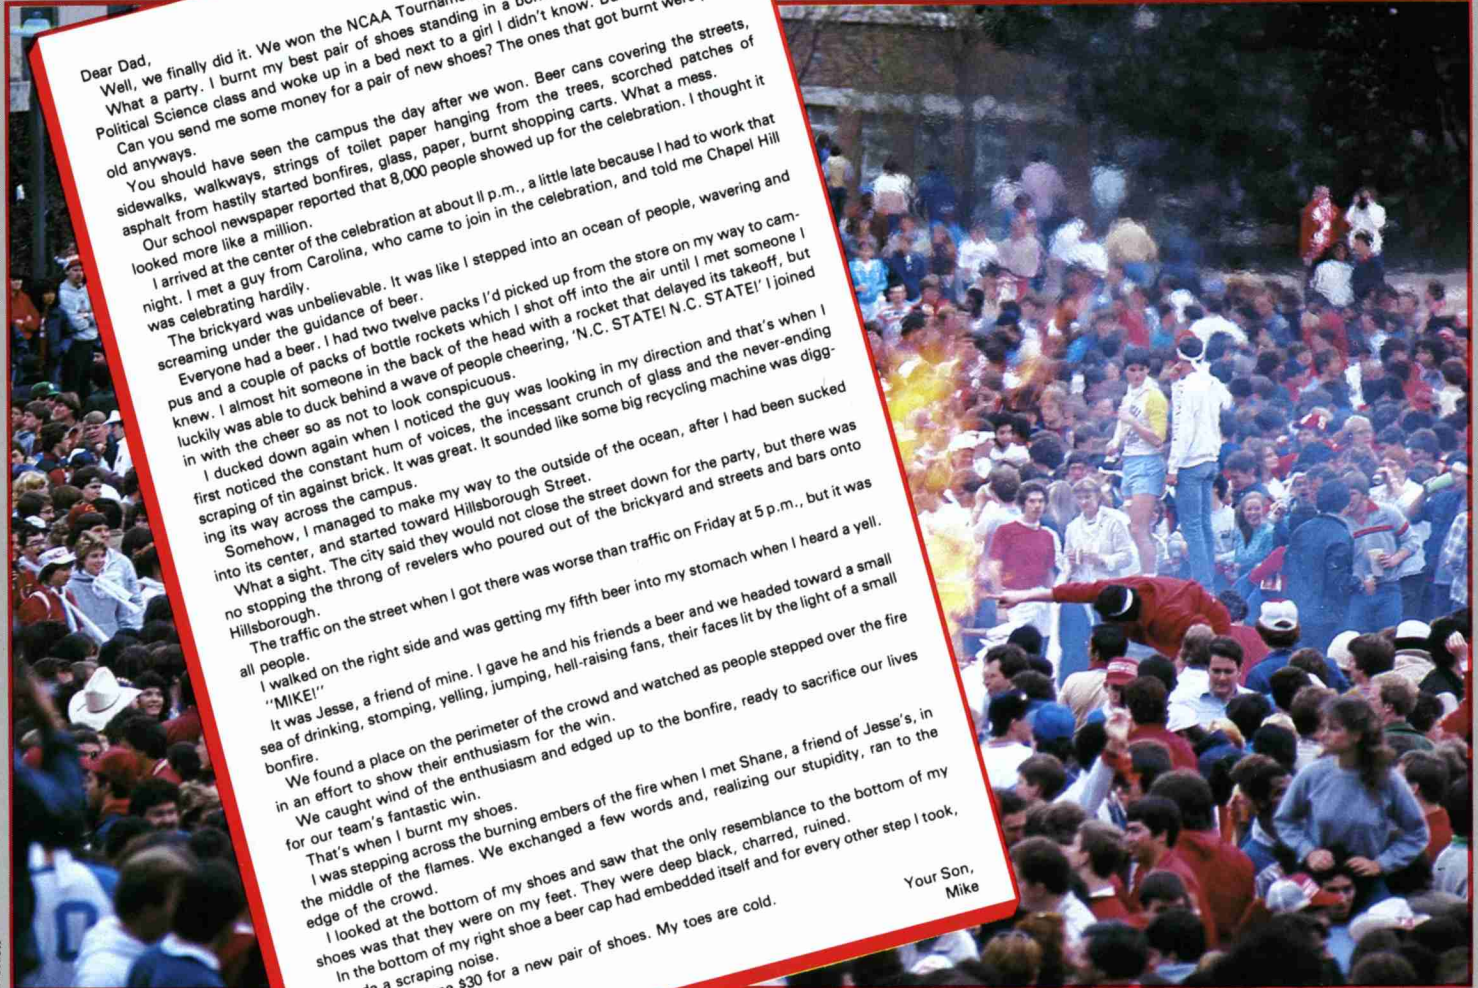 Dear Dad,
Well, we finally did it. We won the NCAA
What a party. I burnt my best pair of shoes standing in a
Political Science class and woke up in a bed next to a girl I didn't know.
Can you send me some money for a pair of new shoes? The ones that got burnt were
old anyways.
You should have seen the campus the day after we won. Beer cans covering the streets,
sidewalks, walkways, strings of toilet paper hanging from the trees, scorched patches of
asphalt from hastily started bonfires, glass, paper, burnt shopping carts. What a mess.
Our school newspaper reported that 8,000 people showed up for the celebration. I thought it
looked more like a million.
I arrived at the center of the celebration at about ll p.m., a little late because I had to work that
night. I met a guy from Carolina, who came to join in the celebration, and told me Chapel Hill
was celebrating hardily.
The brickyard was unbelievable. It was like I stepped into an ocean of people, wavering and
screaming under the guidance of beer.
Everyone had a beer. I had two twelve packs I'd picked up from the store on my way to cam-
pus and a couple of packs of bottle rockets which I shot off into the air until I met someone I
knew. I almost hit someone in the back of the head with a rocket that delayed its takeoff, but
luckily was able to duck behind a wave of people cheering, 'N.C. STATE! N.C. STATE!' I joined
in with the cheer so as not to look conspicuous.
I ducked down again when I noticed the guy was looking in my direction and that's when I
first noticed the constant hum of voices, the incessant crunch of glass and the never-ending
scraping of tin against brick. It was great. It sounded like some big recycling machine was digg-
ing its way across the campus.
Somehow, I managed to make my way to the outside of the ocean, after I had been sucked
into its center, and started toward Hillsborough Street.
What a sight. The city said they would not close the street down for the party, but there was
no stopping the throng of revelers who poured out of the brickyard and streets and bars onto
Hillsborough.
The traffic on the street when I got there was worse than traffic on Friday at 5 p.m., but it was
all people.
I walked on the right side and was getting my fifth beer into my stomach when I heard a yell.
"MIKE!"
It was Jesse, a friend of mine. I gave he and his friends a beer and we headed toward a small
sea of drinking, stomping, yelling, jumping, hell-raising fans, their faces lit by the light of a small
bonfire.
We found a place on the perimeter of the crowd and watched as people stepped over the fire
in an effort to show their enthusiasm for the win.
We caught wind of the enthusiasm and edged up to the bonfire, ready to sacrifice our lives
for our team's fantastic win.
That's when I burnt my shoes.
I was stepping across the burning embers of the fire when I met Shane, a friend of Jesse's, in
the middle of the flames. We exchanged a few words and, realizing our stupidity, ran to the
edge of the crowd.
I looked at the bottom of my shoes and saw that the only resemblance to the bottom of my
shoes was that they were on my feet. They were deep black, charred, ruined.
In the bottom of my right shoe a beer cap had embedded itself and for every other step I took,
a scraping noise.
$30 for a new pair of shoes. My toes are cold.
Your Son,
Mike